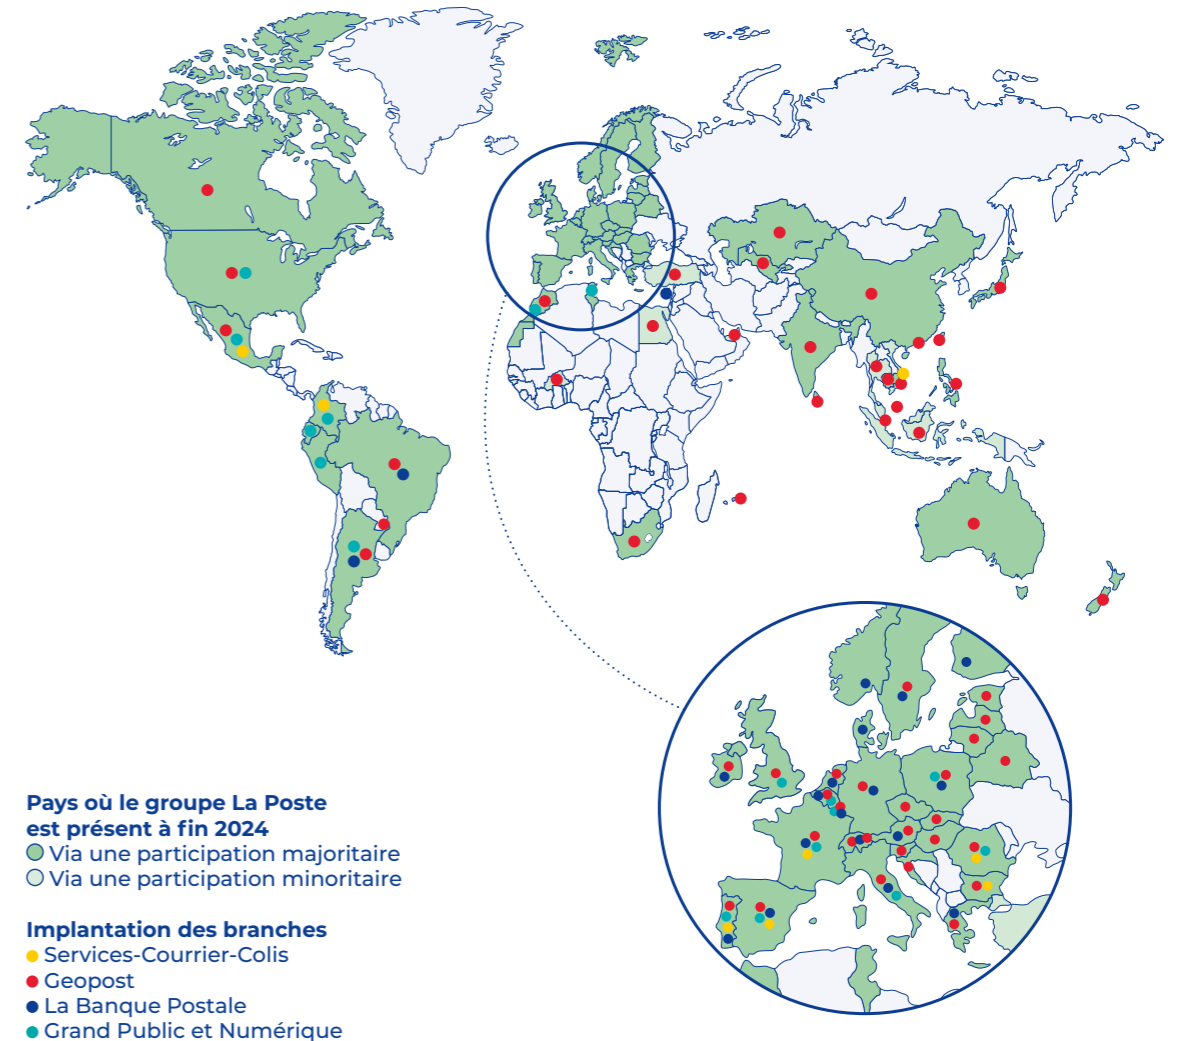 Pays où le groupe La Poste
est présent à fin 2024
Via une participation majoritaire
Via une participation minoritaire
Implantation des branches
Services-Courrier-Colis
Geopost
La Banque Postale
Grand Public et Numérique